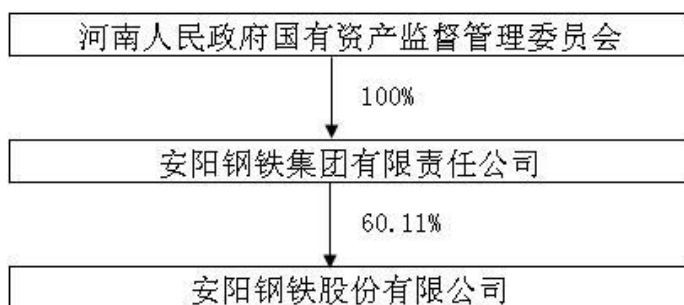 河南人民政府国有资产监督管理委员会
100%
安阳钢铁集团有限责任公司
60.11%
安阳钢铁股份有限公司